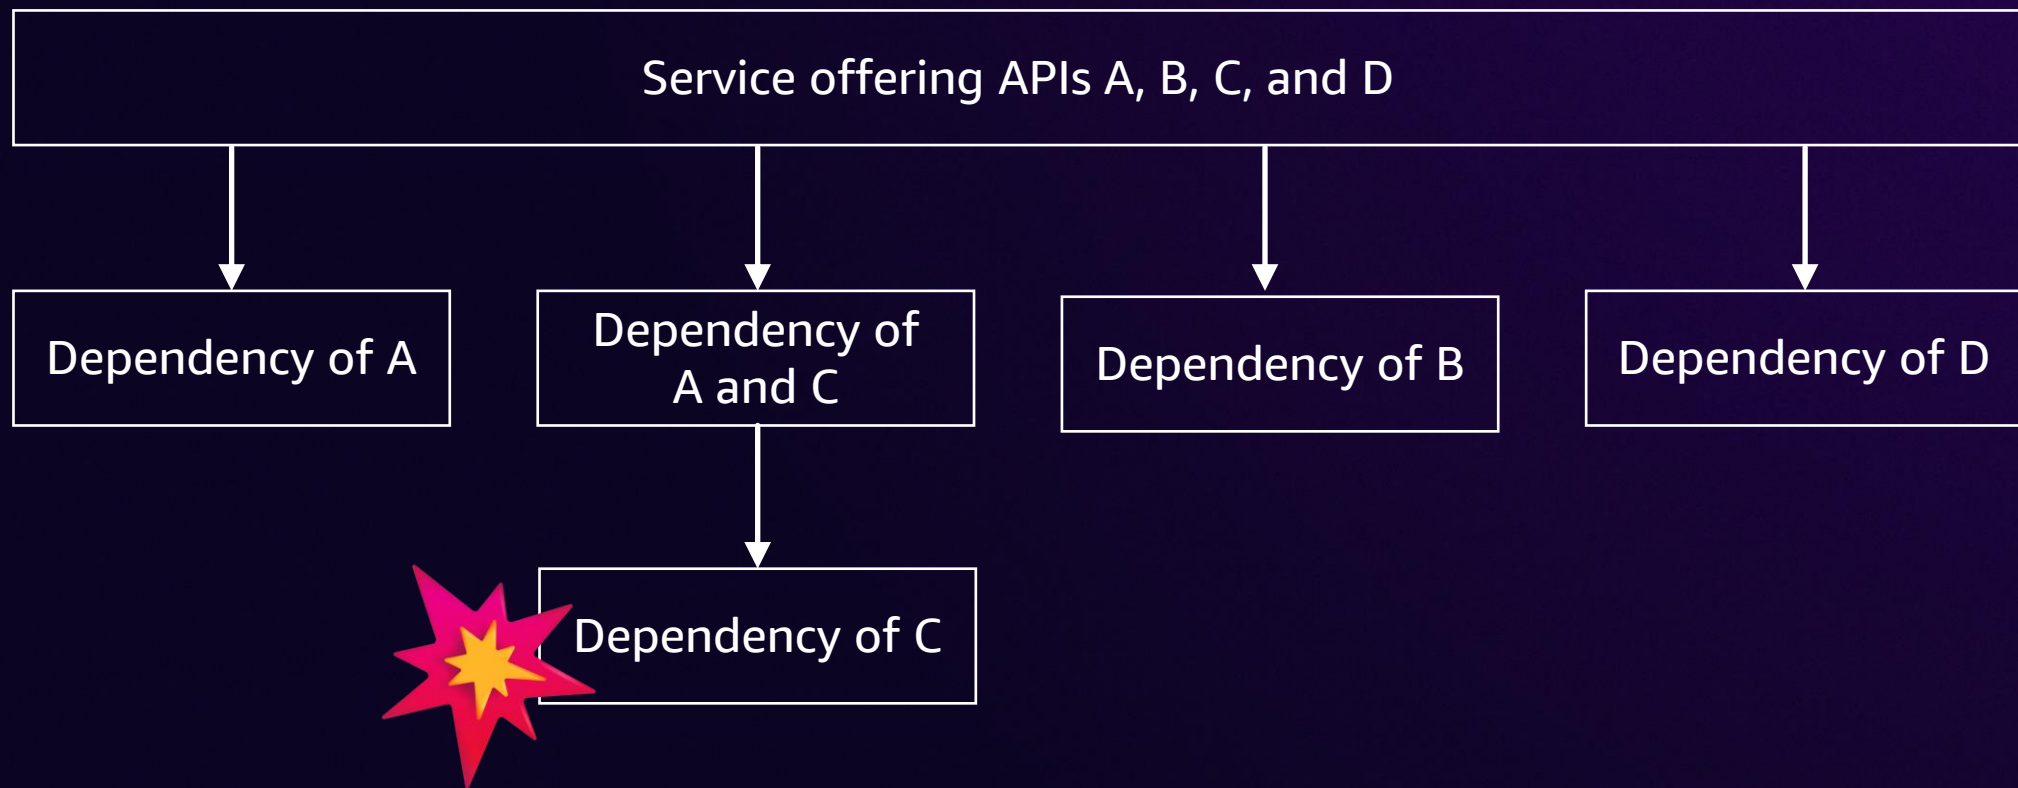 Service offering APIs A, B, C, and D
Dependency of A
Dependency of
A and C
Dependency of B
Dependency of D
Dependency of C